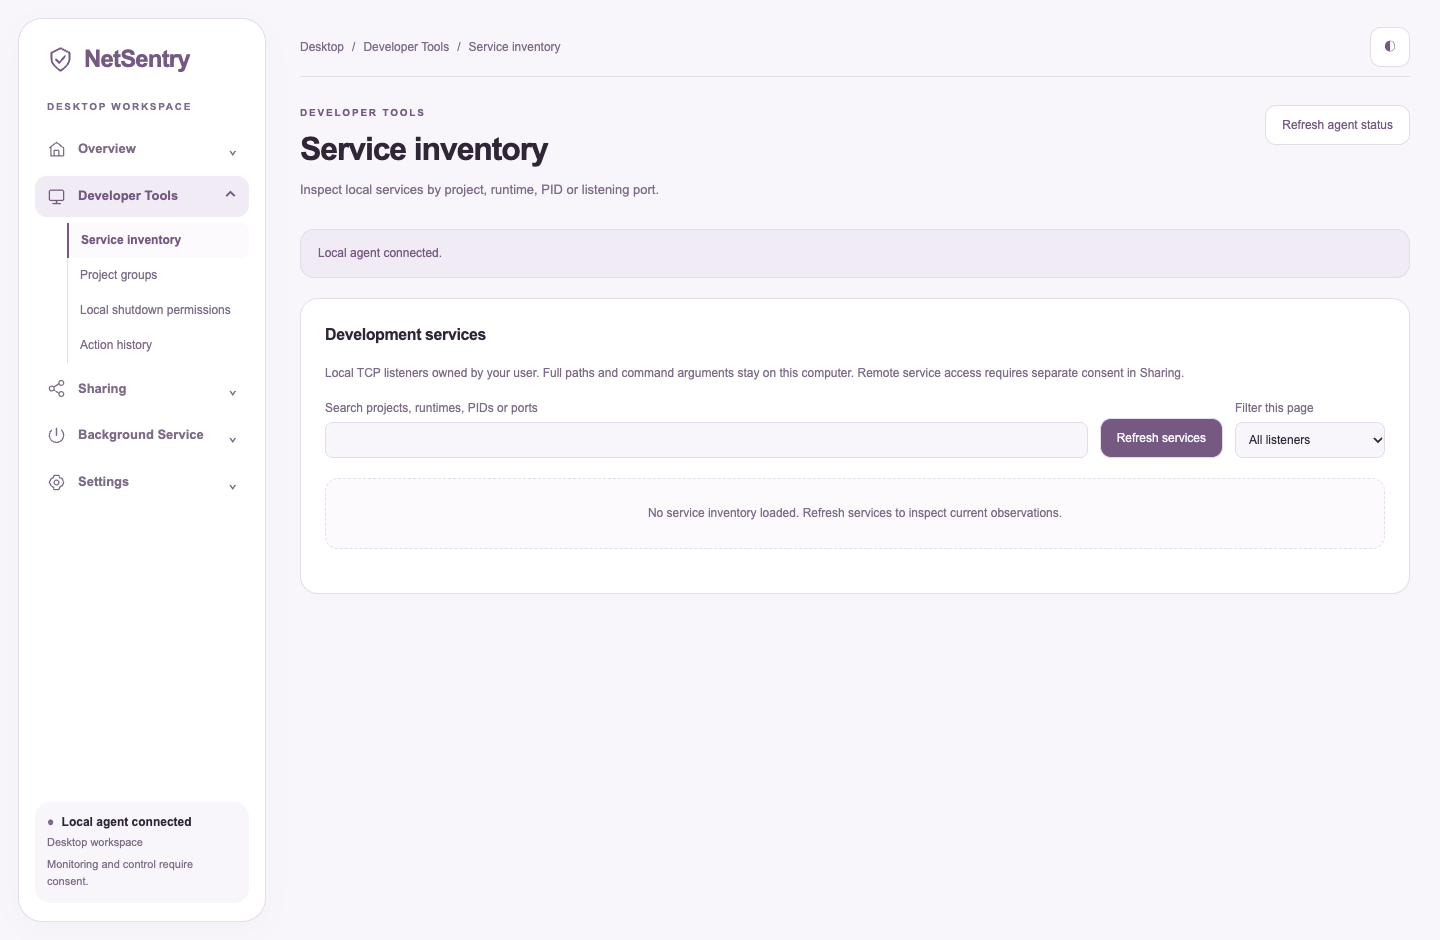 NetSentry
DESKTOP WORKSPACE
Overview
Developer Tools
Service inventory
Project groups
Local shutdown permissions
Action history
Sharing
Background Service
Settings
Local agent connected
Desktop workspace
Monitoring and control require
consent.
Desktop / Developer Tools / Service inventory
DEVELOPER TOOLS
Service inventory
Inspect local services by project, runtime, PID or listening port.
Refresh agent status
Local agent connected.
Development services
Local TCP listeners owned by your user. Full paths and command arguments stay on this computer. Remote service access requires separate consent in Sharing.
Search projects, runtimes, PIDs or ports
Refresh services
Filter this page
All listeners
No service inventory loaded. Refresh services to inspect current observations.